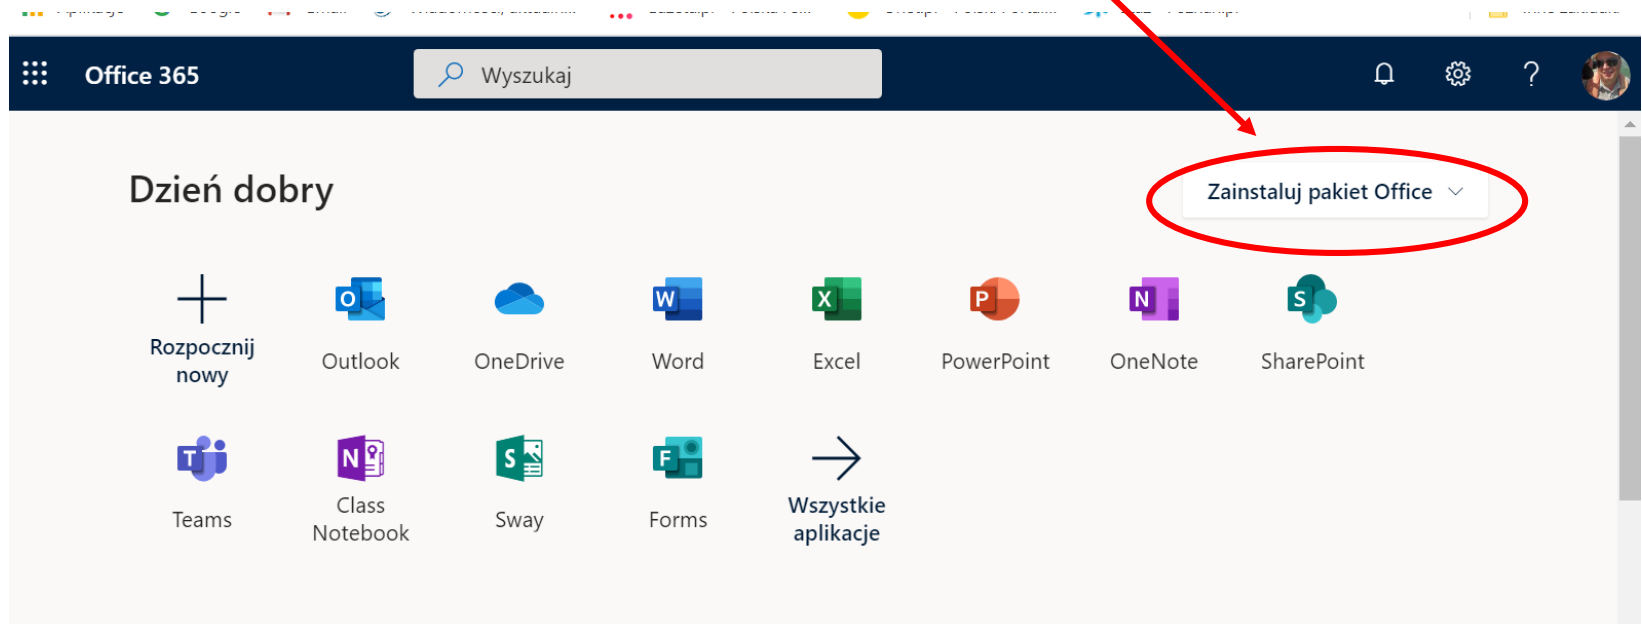 Office 365
Wyszukaj
Dzień dobry
Zainstaluj pakiet Office
Rozpocznij
nowy
Outlook
OneDrive
Word
Excel
PowerPoint
OneNote
SharePoint
Teams
Class
Notebook
Sway
Forms
Wszystkie
aplikacje